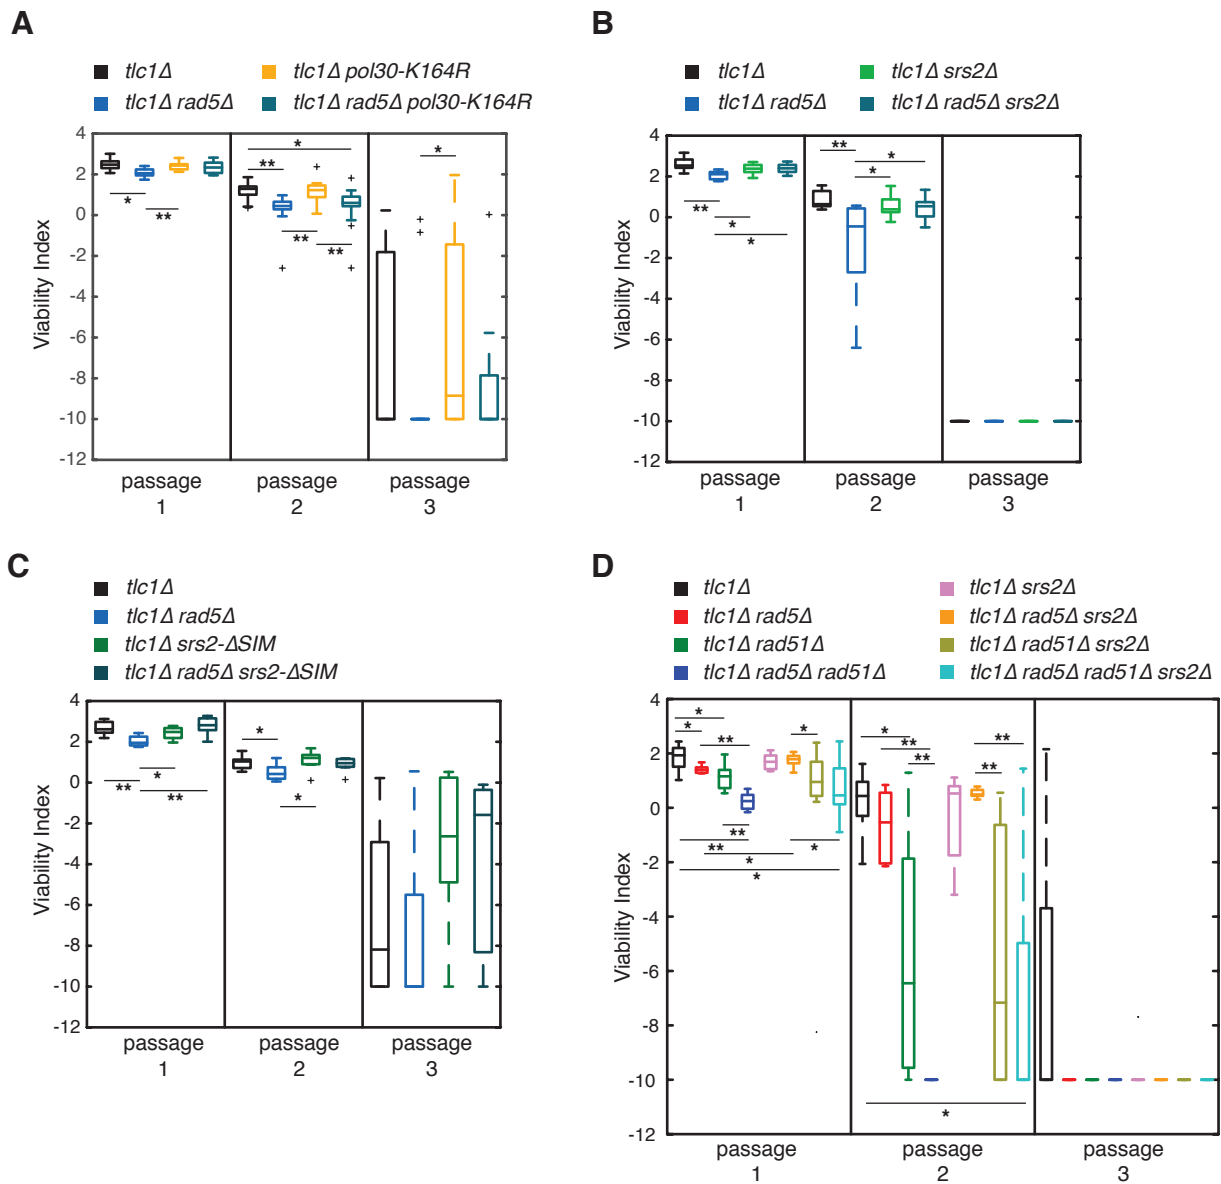 A
tlc1Δ
tlc1Δ pol30-K164R
tlc1Δ rad5Δ
tlc1Δ rad5Δ pol30-K164R
Viability Index
4
2
0
-2
-4
-6
-8
-10
-12
*
**
**
*
**
**
*
passage 1
passage 2
passage 3
B
tlc1Δ
tlc1Δ srs2Δ
tlc1Δ rad5Δ
tlc1Δ rad5Δ srs2Δ
Viability Index
4
2
0
-2
-4
-6
-8
-10
-12
**
*
*
**
*
*
passage 1
passage 2
passage 3
C
tlc1Δ
tlc1Δ rad5Δ
tlc1Δ srs2-ΔSIM
tlc1Δ rad5Δ srs2-ΔSIM
Viability Index
4
2
0
-2
-4
-6
-8
-10
-12
**
*
**
*
*
passage 1
passage 2
passage 3
D
tlc1Δ
tlc1Δ srs2Δ
tlc1Δ rad5Δ
tlc1Δ rad5Δ srs2Δ
tlc1Δ rad51Δ
tlc1Δ rad51Δ srs2Δ
tlc1Δ rad5Δ rad51Δ
tlc1Δ rad5Δ rad51Δ srs2Δ
Viability Index
4
2
0
-2
-4
-6
-8
-10
-12
*
*
**
*
**
**
*
*
*
*
**
**
**
**
*
passage 1
passage 2
passage 3